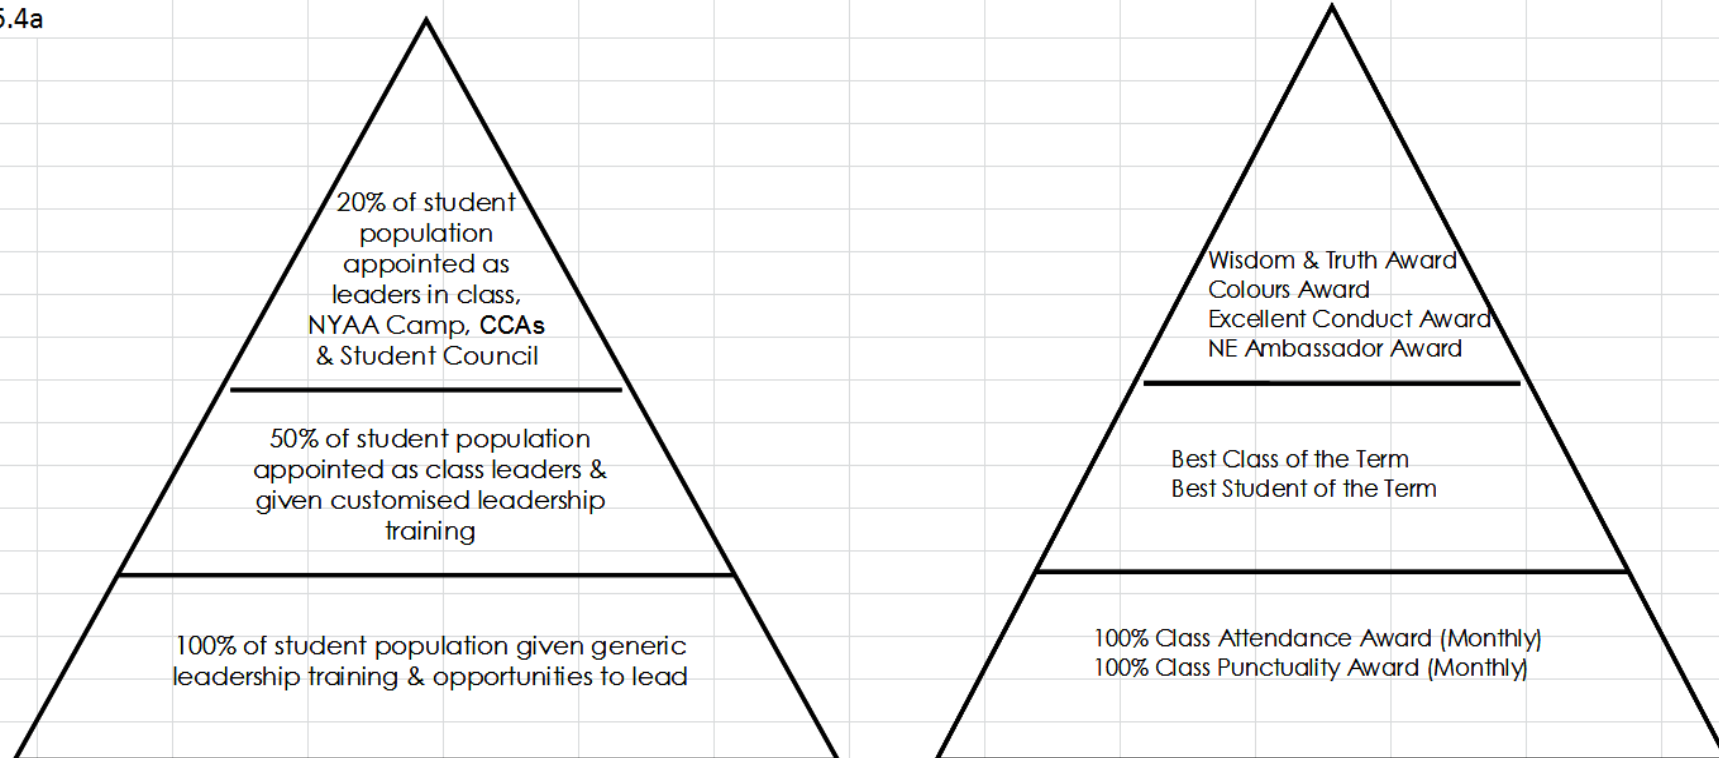 5.4a
20% of student
population
appointed as
leaders in class,
NYAA Camp, CCAs
& Student Council
50% of student population
appointed as class leaders &
given customised leadership
training
100% of student population given generic
leadership training & opportunities to lead
Wisdom & Truth Award
Colours Award
Excellent Conduct Award
NE Ambassador Award
Best Class of the Term
Best Student of the Term
100% Class Attendance Award (Monthly)
100% Class Punctuality Award (Monthly)